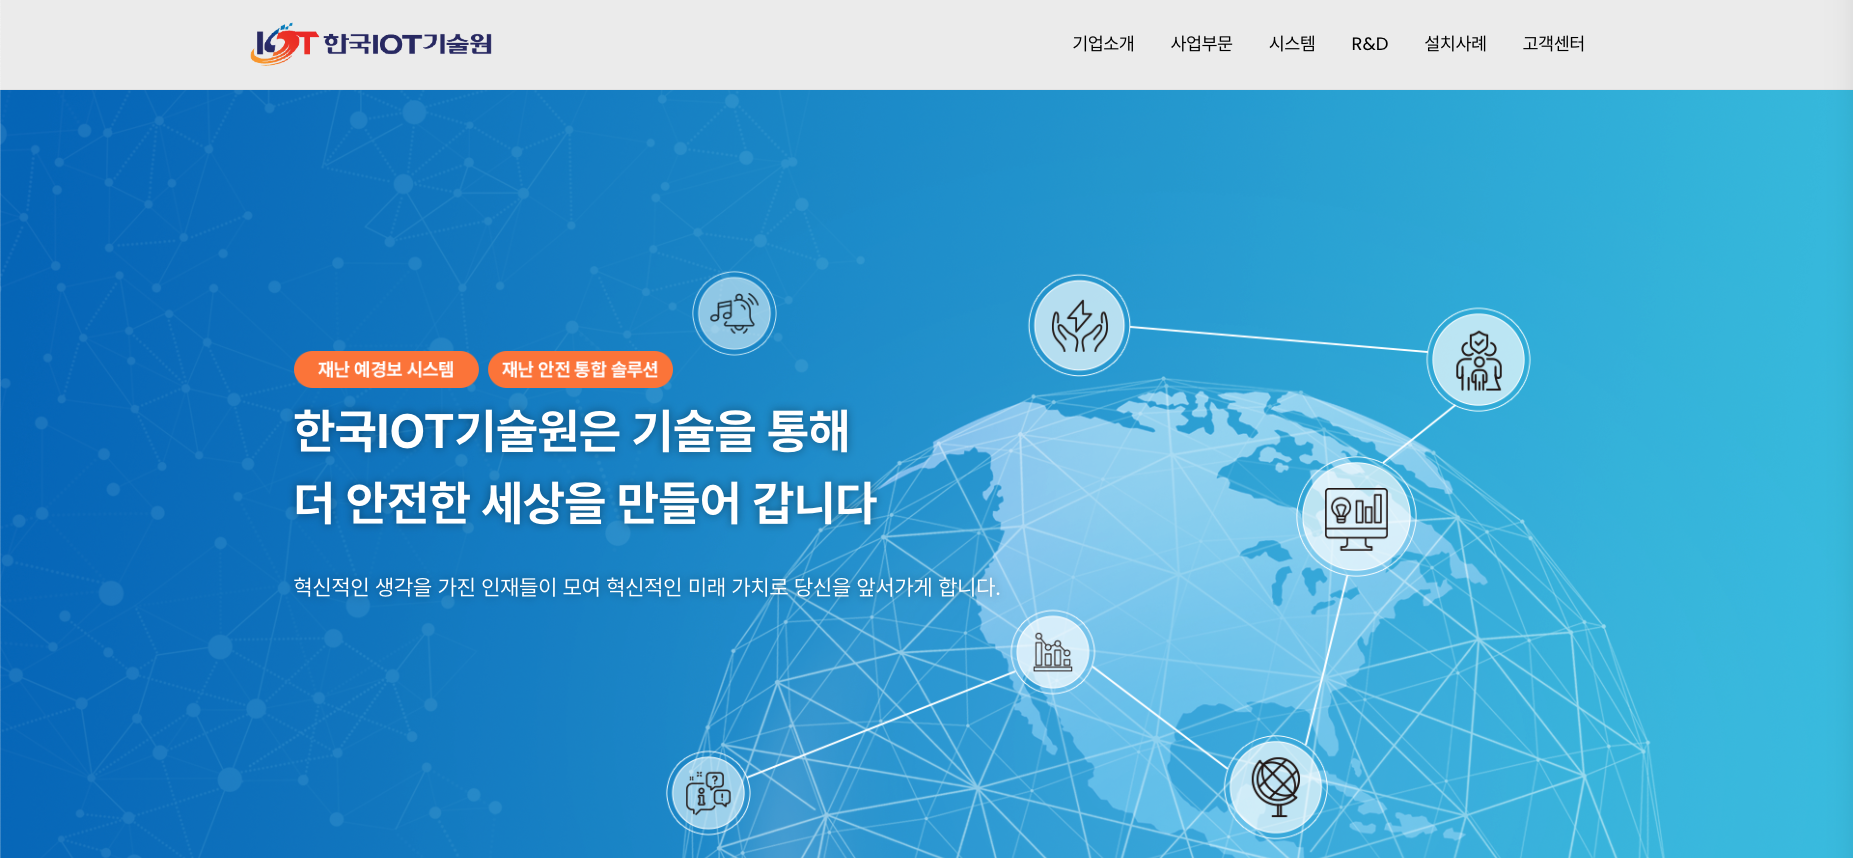 IOT 한국IOT기술원
기업소개 사업부문 시스템 R&D 설치사례 고객센터
재난 예경보 시스템 재난 안전 통합 솔루션
한국IOT기술원은 기술을 통해
더 안전한 세상을 만들어 갑니다
혁신적인 생각을 가진 인재들이 모여 혁신적인 미래 가치로 당신을 앞서가게 합니다.